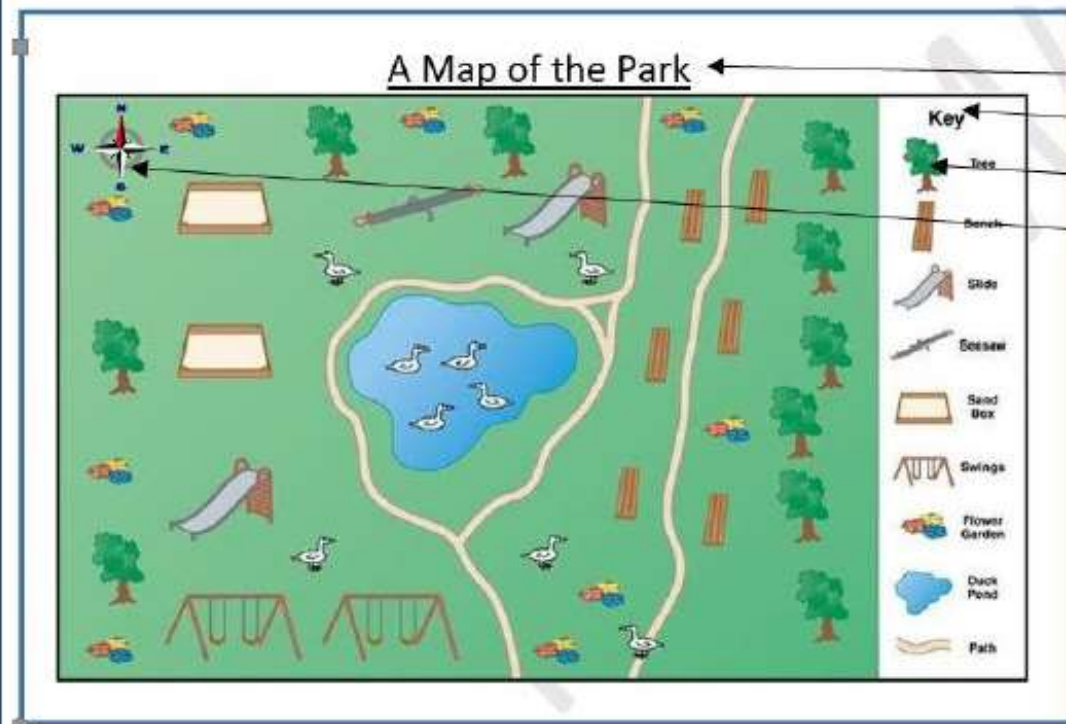 A Map of the Park
N
W E
S
Key
Tree
Bench
Slide
Seesaw
Sand
Box
Swings
Flower
Garden
Duck
Pond
Path